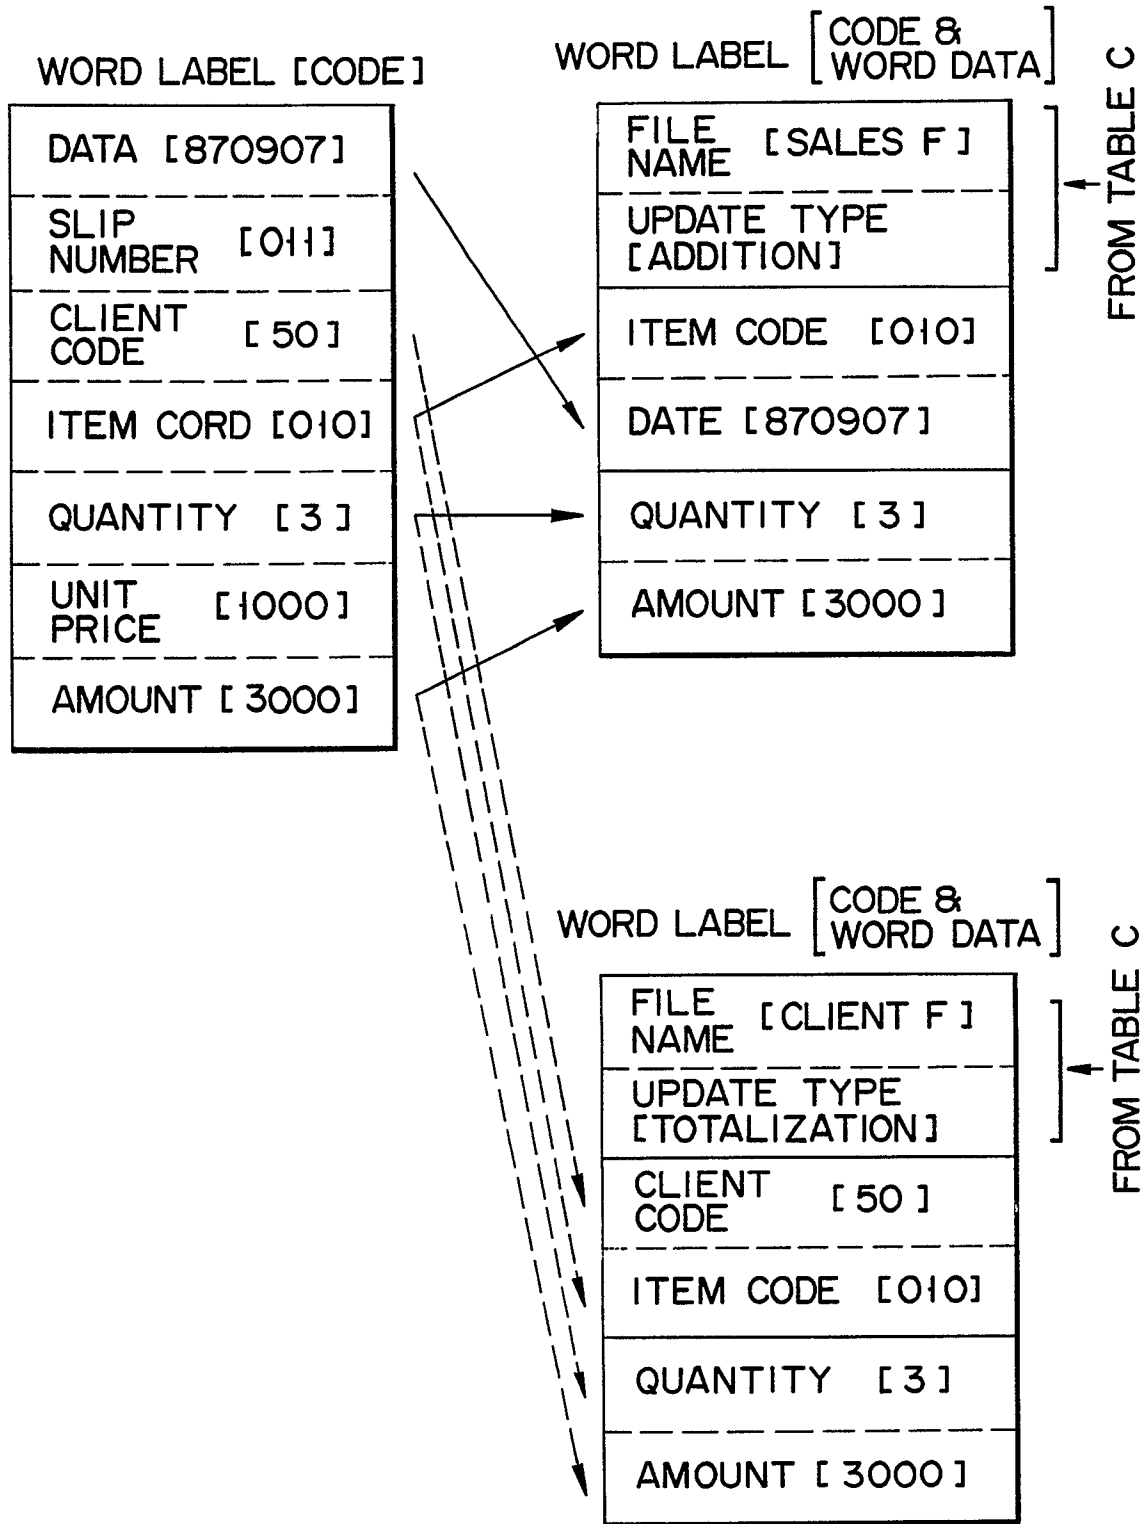 WORD LABEL [CODE]
DATA [870907]
SLIP
NUMBER [011]
CLIENT
CODE [50]
ITEM CORD [010]
QUANTITY [3]
UNIT
PRICE [1000]
AMOUNT [3000]
WORD LABEL [CODE &
WORD DATA]
FILE
NAME [SALES F]
UPDATE TYPE
[ADDITION]
ITEM CODE [010]
DATE [870907]
QUANTITY [3]
AMOUNT [3000]
FROM TABLE C
WORD LABEL [CODE &
WORD DATA]
FILE
NAME [CLIENT F]
UPDATE TYPE
[TOTALIZATION]
CLIENT
CODE [50]
ITEM CODE [010]
QUANTITY [3]
AMOUNT [3000]
FROM TABLE C